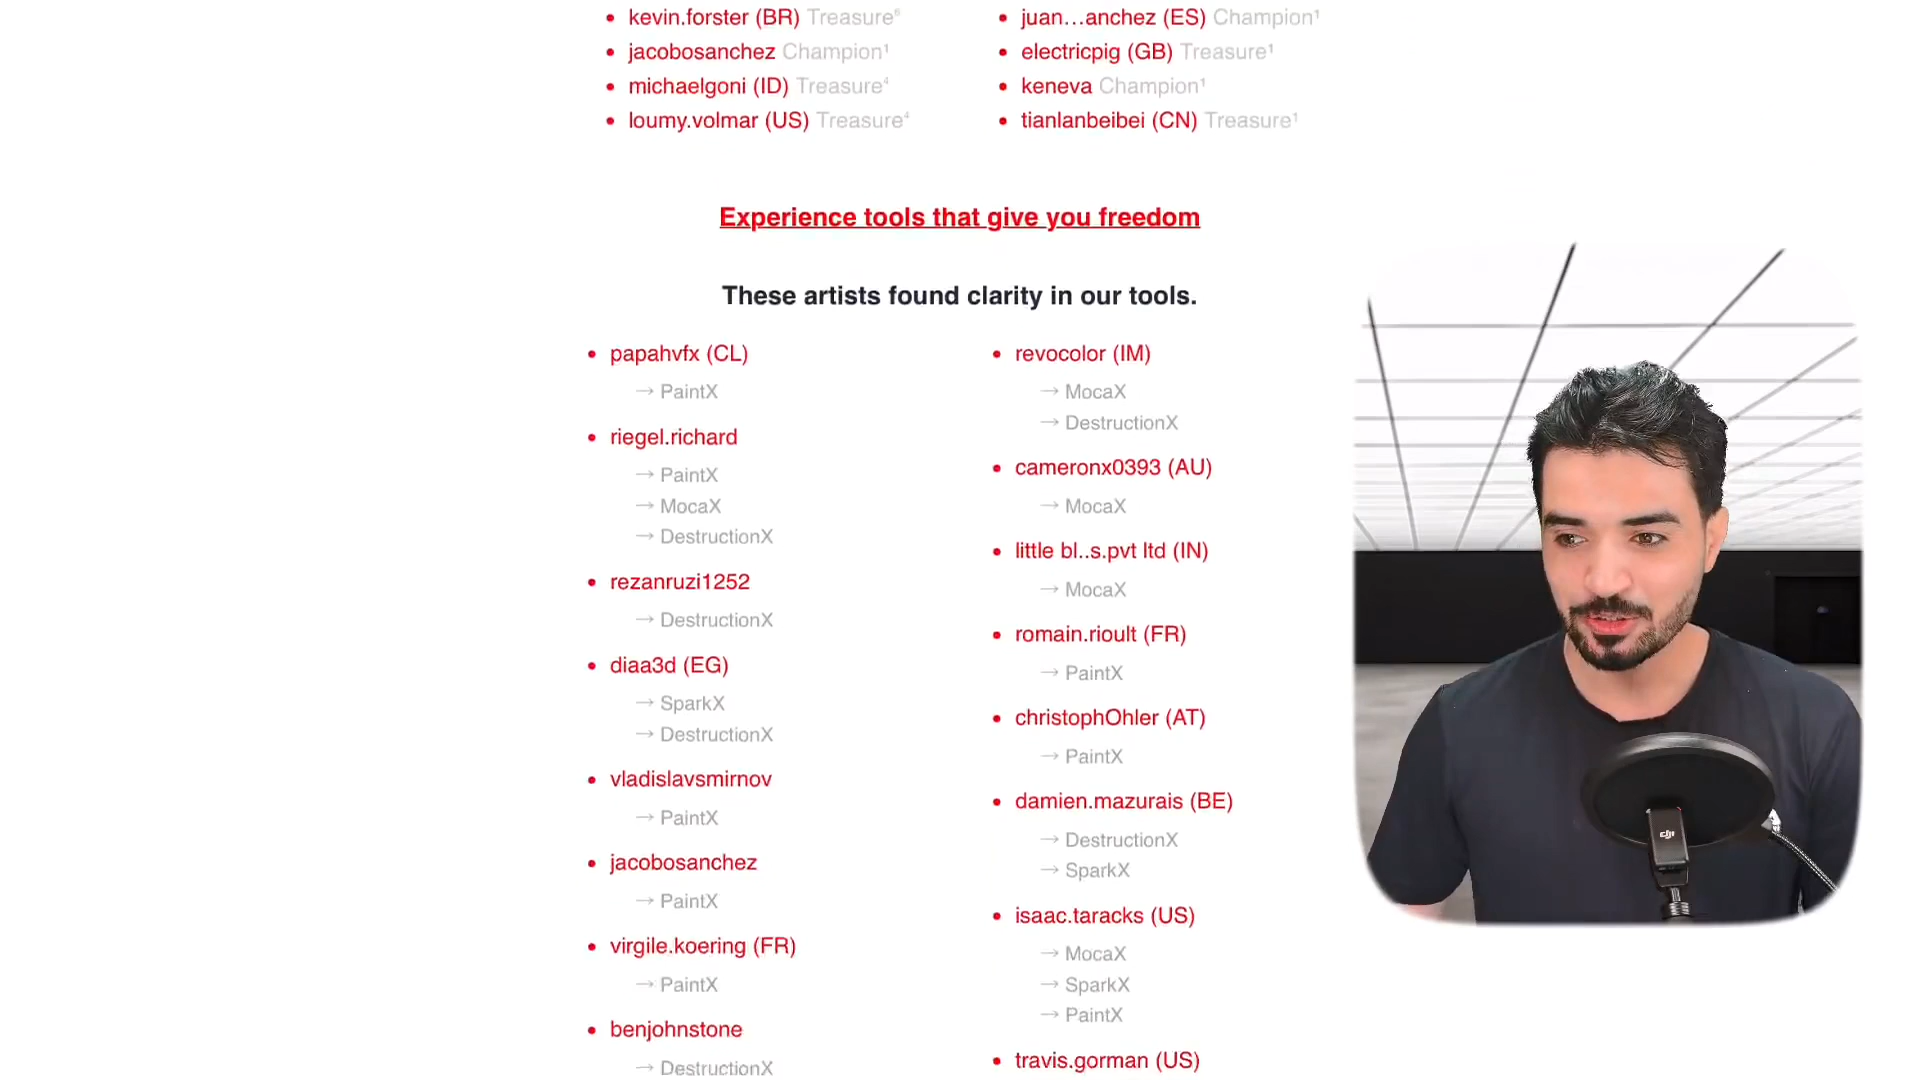 • kevin.forster (BR) Treasure⁶
• jacobosanchez Champion¹
• michaelgoni (ID) Treasure⁴
• loumy.volmar (US) Treasure⁴
• juan…anchez (ES) Champion¹
• electricpig (GB) Treasure¹
• keneva Champion¹
• tianlanbeibei (CN) Treasure¹
Experience tools that give you freedom
These artists found clarity in our tools.
• papahvfx (CL)
→ PaintX
• riegel.richard
→ PaintX
→ MocaX
→ DestructionX
• rezanruzi1252
→ DestructionX
• diaa3d (EG)
→ SparkX
→ DestructionX
• vladislavsmirnov
→ PaintX
• jacobosanchez
→ PaintX
• virgile.koering (FR)
→ PaintX
• benjohnstone
→ DestructionX
• revocolor (IM)
→ MocaX
→ DestructionX
• cameronx0393 (AU)
→ MocaX
• little bl..s.pvt ltd (IN)
→ MocaX
• romain.rioult (FR)
→ PaintX
• christophOhler (AT)
→ PaintX
• damien.mazurais (BE)
→ DestructionX
→ SparkX
• isaac.taracks (US)
→ MocaX
→ SparkX
→ PaintX
• travis.gorman (US)
dji